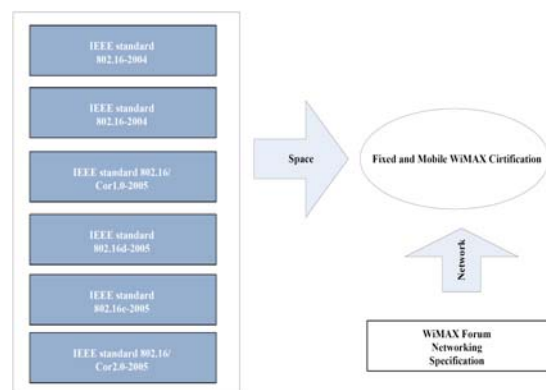 IEEE standard
802.16-2004
IEEE standard
802.16-2004
IEEE standard 802.16/
Cor1.0-2005
IEEE standard
802.16d-2005
IEEE standard
802.16e-2005
IEEE standard 802.16/
Cor2.0-2005
Space
Fixed and Mobile WiMAX Cirtification
Network
WiMAX Forum
Networking
Specification